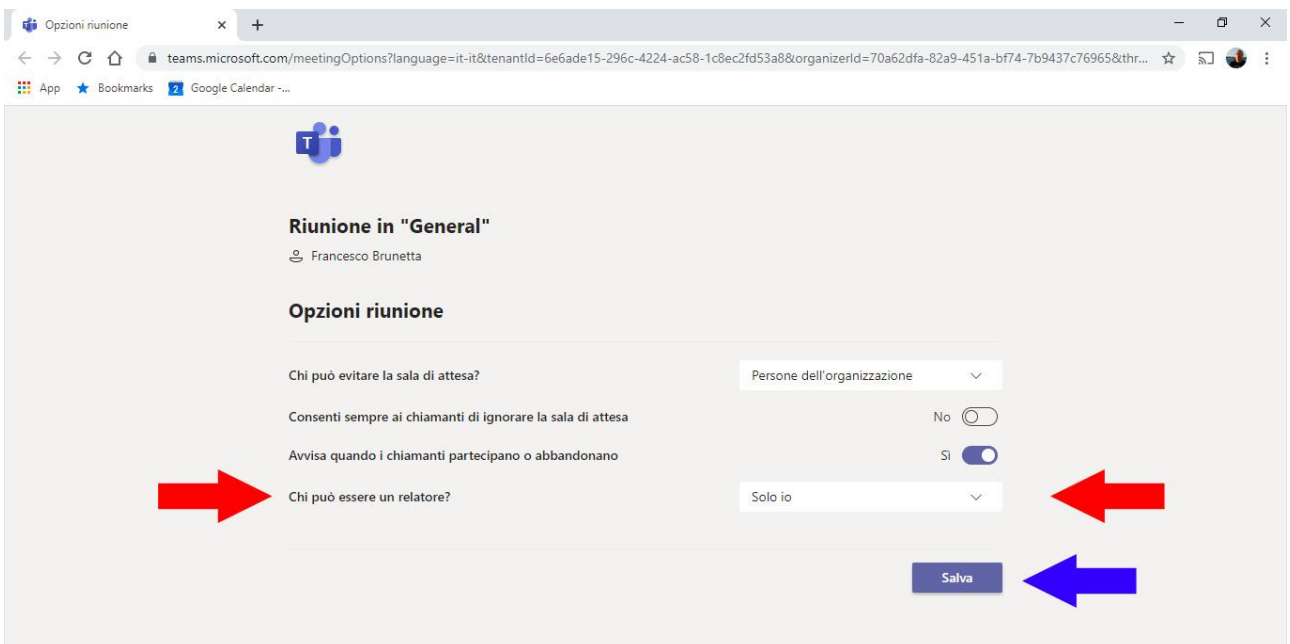 Opzioni riunione
teams.microsoft.com/meetingOptions?language=it-it&tenantId=6e6ade15-296c-4224-ac58-1c8ec2fd53a8&organizerId=70a62dfa-82a9-451a-bf74-7b9437c76965&thr...
App Bookmarks 2 Google Calendar -...
T
Riunione in "General"
Francesco Brunetta
Opzioni riunione
Chi può evitare la sala di attesa? Persone dell'organizzazione
Consenti sempre ai chiamanti di ignorare la sala di attesa No
Avvisa quando i chiamanti partecipano o abbandonano Sì
Chi può essere un relatore? Solo io
Salva